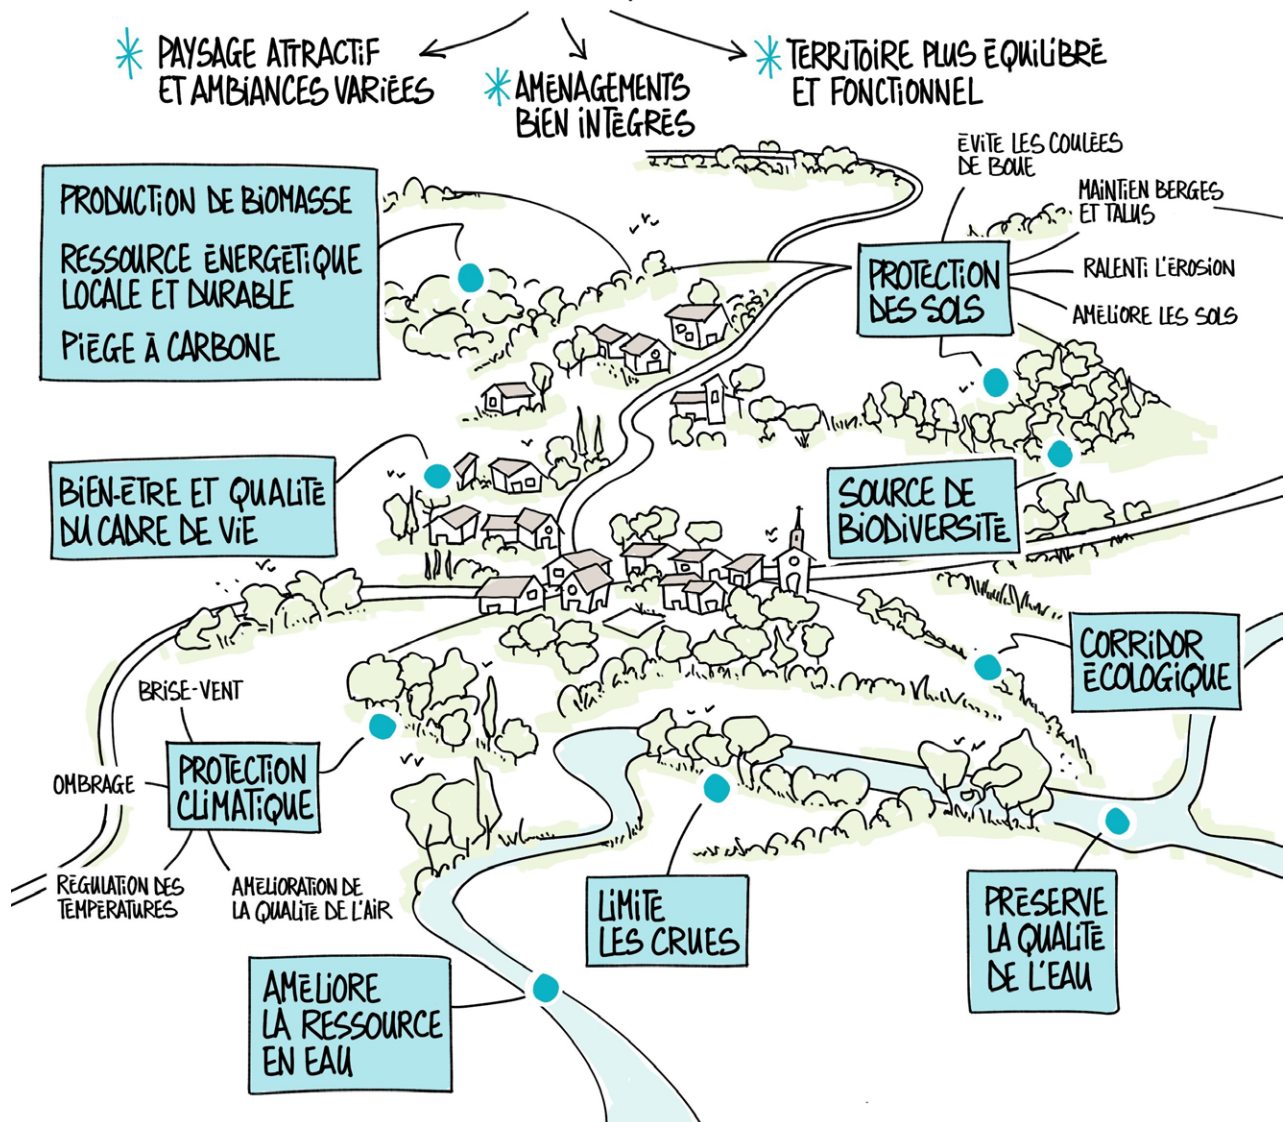 PAYSAGE ATTRACTIF
ET AMBIANCES VARIÉES
AMÉNAGEMENTS
BIEN INTÉGRÉS
TERRITOIRE PLUS ÉQUILIBRÉ
ET FONCTIONNEL
PRODUCTION DE BIOMASSE
RESSOURCE ÉNERGÉTIQUE
LOCALE ET DURABLE
PIÈGE À CARBONE
ÉVITE LES COULÉES
DE BOUE
MAINTIEN BERGES
ET TALUS
PROTECTION
DES SOLS
RALENTI L'ÉROSION
AMÉLIORE LES SOLS
BIEN-ÊTRE ET QUALITÉ
DU CADRE DE VIE
SOURCE DE
BIODIVERSITÉ
CORRIDOR
ÉCOLOGIQUE
BRISE-VENT
OMBRAGE
PROTECTION
CLIMATIQUE
RÉGULATION DES
TEMPÉRATURES
AMÉLIORATION DE
LA QUALITÉ DE L'AIR
LIMITE
LES CRUES
PRÉSERVE
LA QUALITÉ
DE L'EAU
AMÉLIORE
LA RESSOURCE
EN EAU